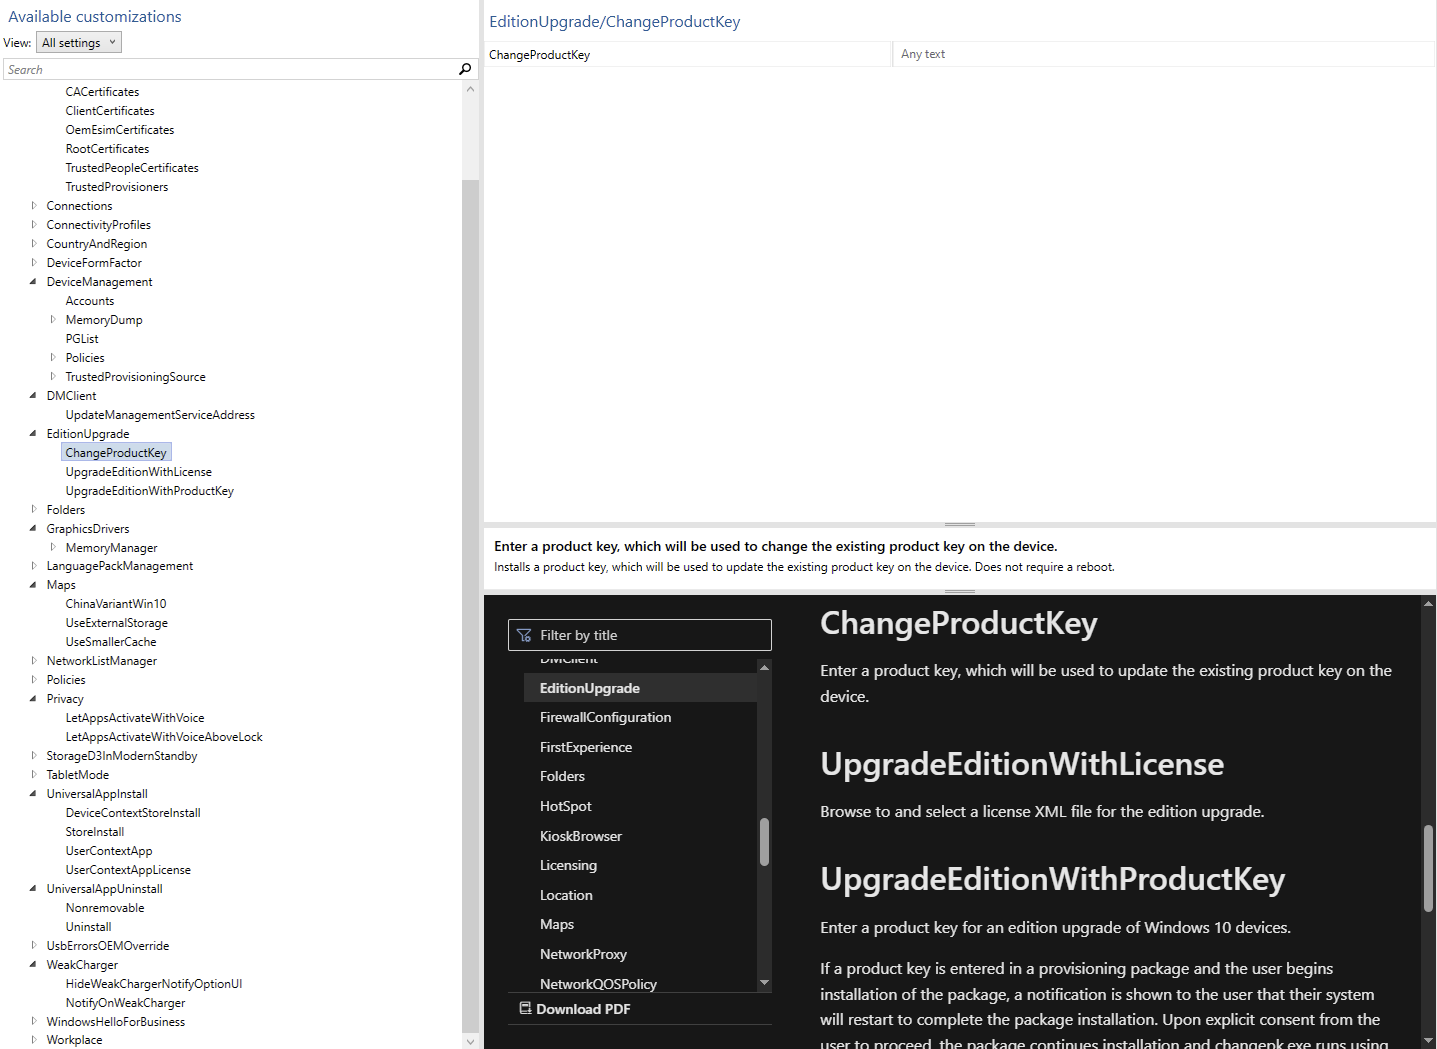 Available customizations
View: All settings
Search
CACertificates
ClientCertificates
OemEsimCertificates
RootCertificates
TrustedPeopleCertificates
TrustedProvisioners
Connections
ConnectivityProfiles
CountryAndRegion
DeviceFormFactor
DeviceManagement
Accounts
MemoryDump
PGList
Policies
TrustedProvisioningSource
DMClient
UpdateManagementServiceAddress
EditionUpgrade
ChangeProductKey
UpgradeEditionWithLicense
UpgradeEditionWithProductKey
Folders
GraphicsDrivers
MemoryManager
LanguagePackManagement
Maps
ChinaVariantWin10
UseExternalStorage
UseSmallerCache
NetworkListManager
Policies
Privacy
LetAppsActivateWithVoice
LetAppsActivateWithVoiceAboveLock
StorageD3InModernStandby
TabletMode
UniversalAppInstall
DeviceContextStoreInstall
StoreInstall
UserContextApp
UserContextAppLicense
UniversalAppUninstall
Nonremovable
Uninstall
UsbErrorsOEMOverride
WeakCharger
HideWeakChargerNotifyOptionUI
NotifyOnWeakCharger
WindowsHelloForBusiness
Workplace
EditionUpgrade/ChangeProductKey
ChangeProductKey
Any text
Enter a product key, which will be used to change the existing product key on the device.
Installs a product key, which will be used to update the existing product key on the device. Does not require a reboot.
Filter by title
DMClient
EditionUpgrade
FirewallConfiguration
FirstExperience
Folders
HotSpot
KioskBrowser
Licensing
Location
Maps
NetworkProxy
NetworkQOSPolicy
Download PDF
ChangeProductKey
Enter a product key, which will be used to update the existing product key on the
device.
UpgradeEditionWithLicense
Browse to and select a license XML file for the edition upgrade.
UpgradeEditionWithProductKey
Enter a product key for an edition upgrade of Windows 10 devices.
If a product key is entered in a provisioning package and the user begins
installation of the package, a notification is shown to the user that their system
will restart to complete the package installation. Upon explicit consent from the
user to proceed, the package continues installation and changepk.exe runs using